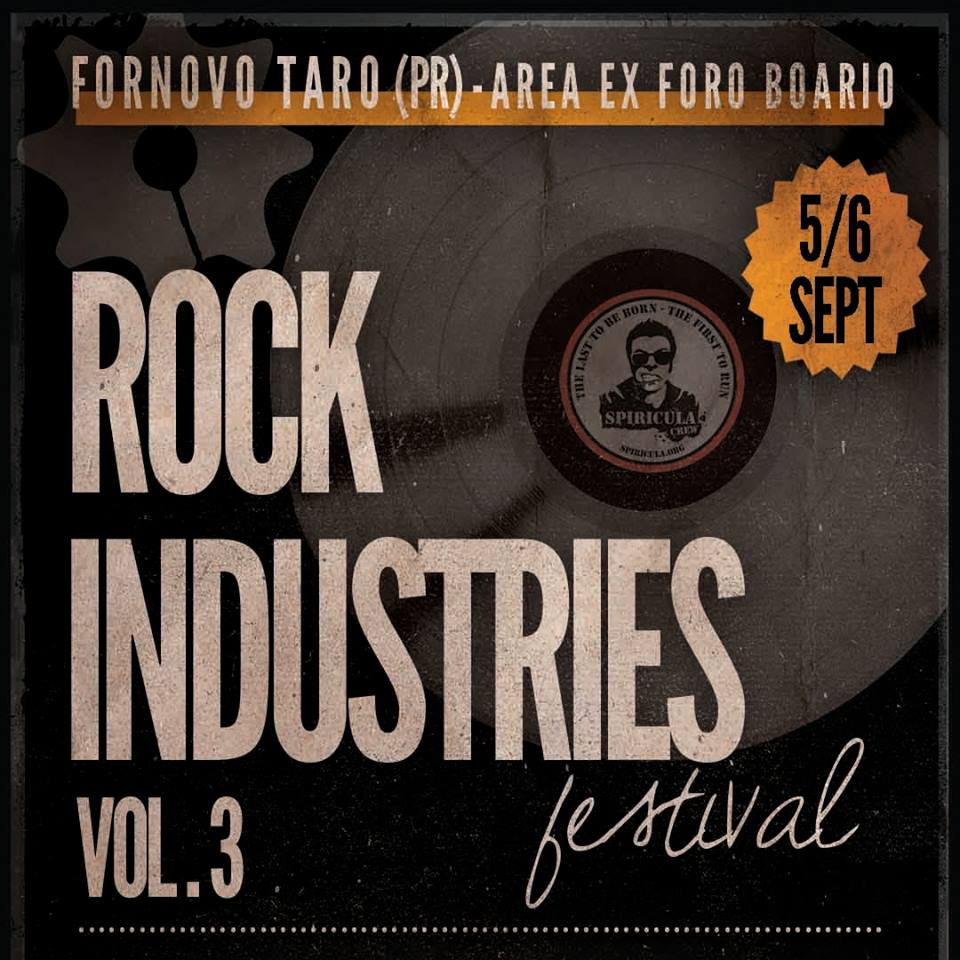 FORNOVO TARO (PR) - AREA EX FORO BOARIO
5/6
SEPT
THE LAST TO BE BORN - THE FIRST TO RUN
SPIRICULA
CREW
SPIRICULA.ORG
ROCK
INDUSTRIES
festival
VOL. 3